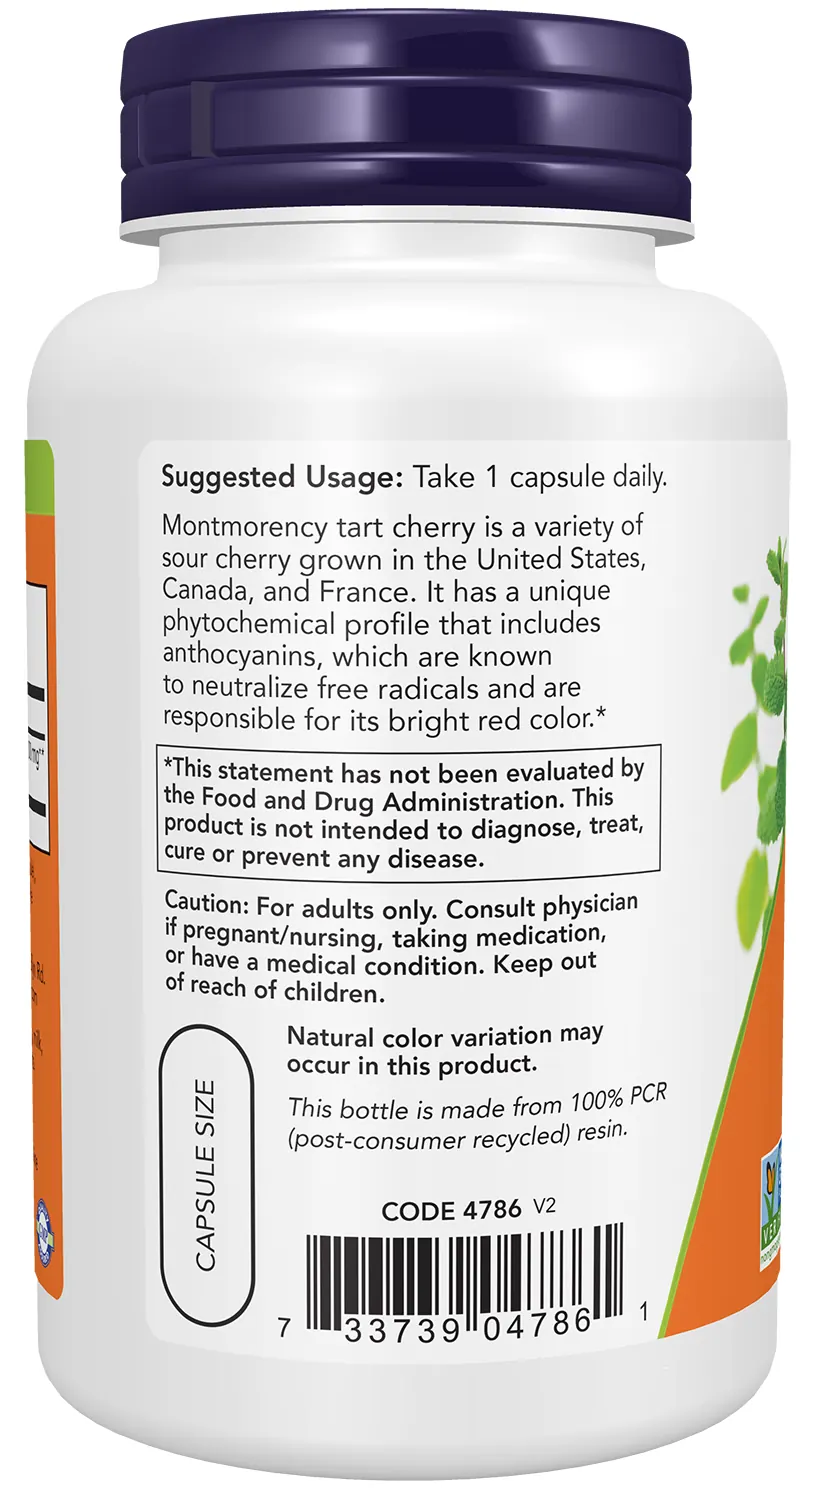 Suggested Usage: Take 1 capsule daily.
Montmorency tart cherry is a variety of
sour cherry grown in the United States,
Canada, and France. It has a unique
phytochemical profile that includes
anthocyanins, which are known
to neutralize free radicals and are
responsible for its bright red color.*
*This statement has not been evaluated by
the Food and Drug Administration. This
product is not intended to diagnose, treat,
cure or prevent any disease.
Caution: For adults only. Consult physician
if pregnant/nursing, taking medication,
or have a medical condition. Keep out
of reach of children.
CAPSULE SIZE
Natural color variation may
occur in this product.
This bottle is made from 100% PCR
(post-consumer recycled) resin.
CODE 4786 V2
7 33739 04786 1